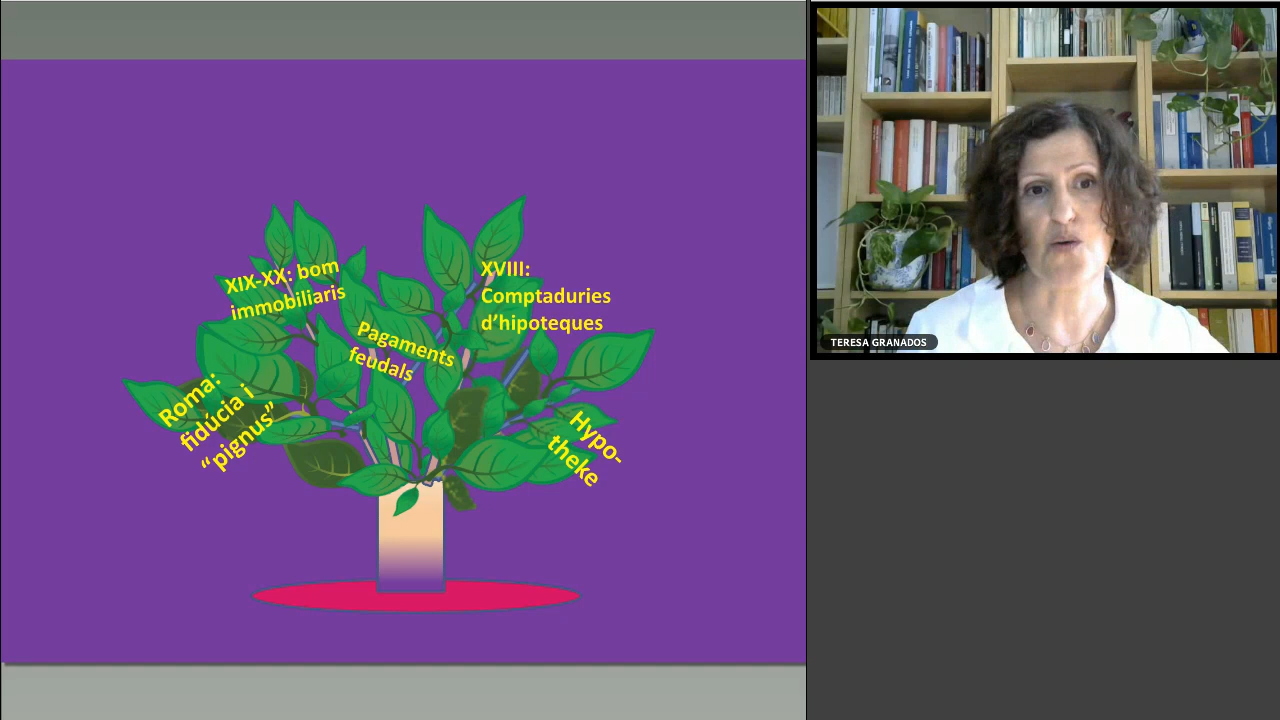 XIX-XX: bom
immobiliaris
XVIII:
Comptaduries
d’hipoteques
Pagaments
feudals
Roma:
fidúcia i
“pignus”
Hypo-
theke
TERESA GRANADOS